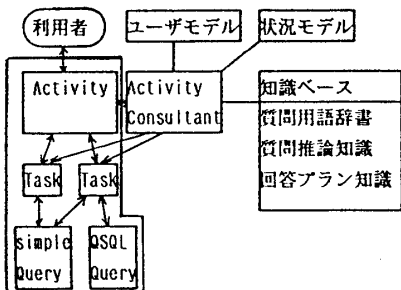 利用者
ユーザモデル
状況モデル
Activity
Activity
Consultant
知識ベース
質問用語辞書
質問推論知識
回答プラン知識
Task
Task
simple
Query
QSQL
Query